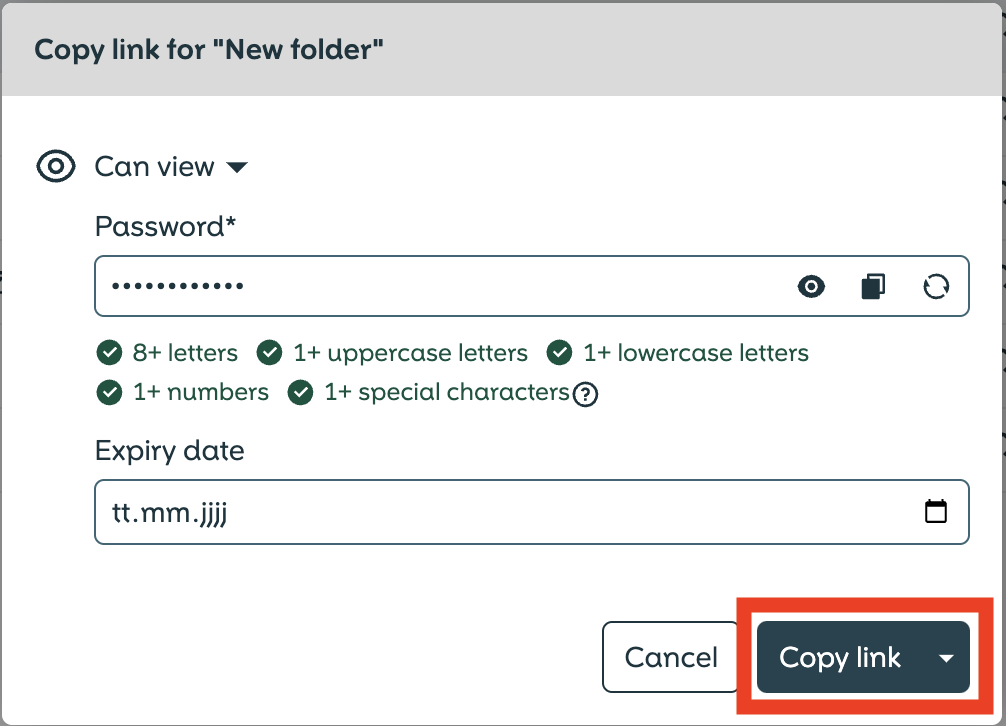 Copy link for "New folder"
Can view
Password*
••••••••••••
8+ letters 1+ uppercase letters 1+ lowercase letters
1+ numbers 1+ special characters ?
Expiry date
tt.mm.jjjj
Cancel Copy link